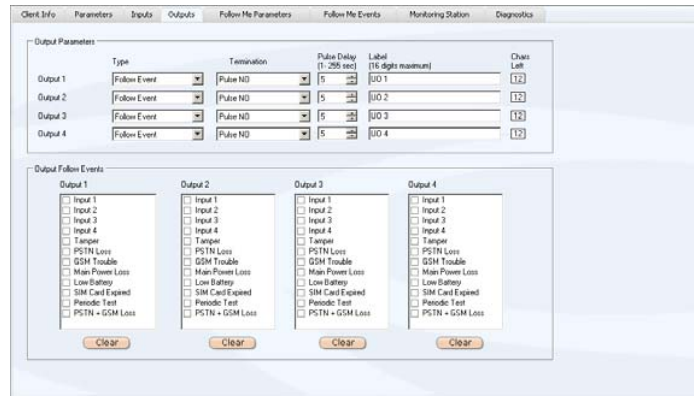 Client Info Parameters Inputs Outputs Follow Me Parameters Follow Me Events Monitoring Station Diagnostics
Output Parameters
Type Termination Pulse Delay (1- 255 sec) Label (16 digits maximum) Chars Left
Output 1 Follow Event Pulse NO 5 UO 1 12
Output 2 Follow Event Pulse NO 5 UO 2 12
Output 3 Follow Event Pulse NO 5 UO 3 12
Output 4 Follow Event Pulse NO 5 UO 4 12
Output Follow Events
Output 1 Output 2 Output 3 Output 4
Input 1 Input 1 Input 1 Input 1
Input 2 Input 2 Input 2 Input 2
Input 3 Input 3 Input 3 Input 3
Input 4 Input 4 Input 4 Input 4
Tamper Tamper Tamper Tamper
PSTN Loss PSTN Loss PSTN Loss PSTN Loss
GSM Trouble GSM Trouble GSM Trouble GSM Trouble
Main Power Loss Main Power Loss Main Power Loss Main Power Loss
Low Battery Low Battery Low Battery Low Battery
SIM Card Expired SIM Card Expired SIM Card Expired SIM Card Expired
Periodic Test Periodic Test Periodic Test Periodic Test
PSTN + GSM Loss PSTN + GSM Loss PSTN + GSM Loss PSTN + GSM Loss
Clear Clear Clear Clear